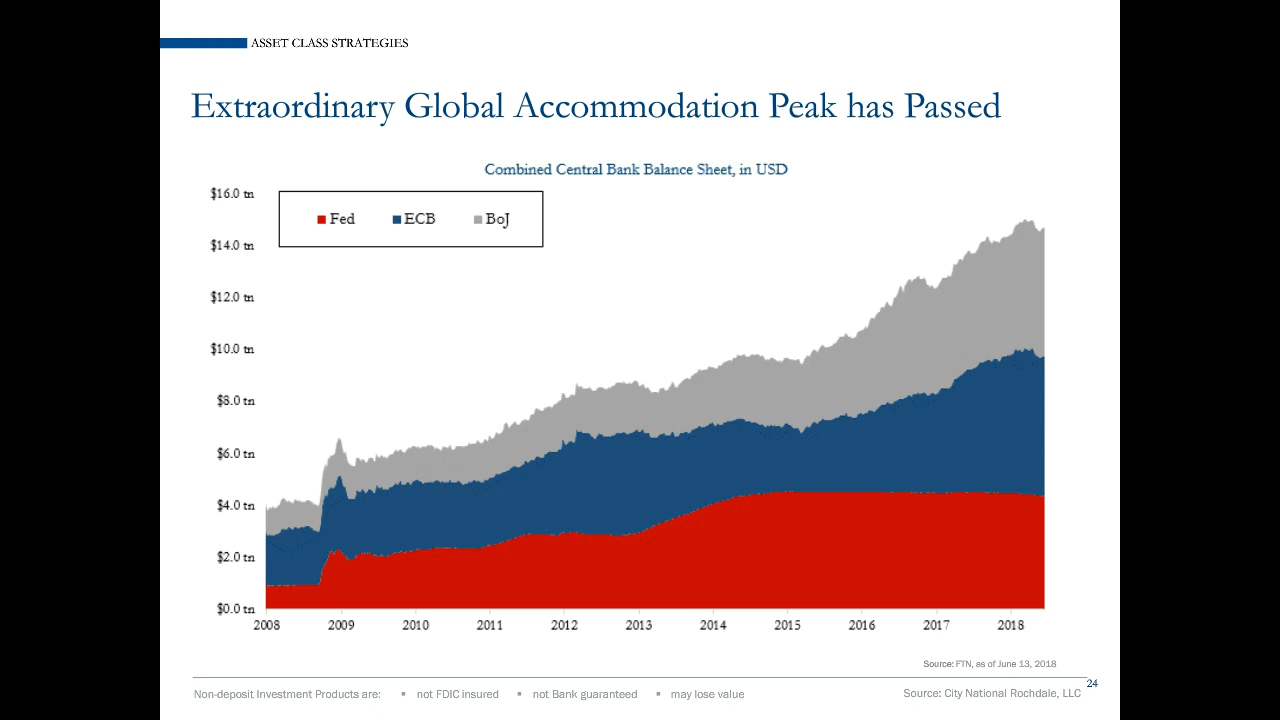 ASSET CLASS STRATEGIES
Extraordinary Global Accommodation Peak has Passed
Combined Central Bank Balance Sheet, in USD
Fed ECB BoJ
$16.0 tn
$14.0 tn
$12.0 tn
$10.0 tn
$8.0 tn
$6.0 tn
$4.0 tn
$2.0 tn
$0.0 tn
2008 2009 2010 2011 2012 2013 2014 2015 2016 2017 2018
Source: FTN, as of June 13, 2018
Non-deposit Investment Products are: ▪ not FDIC insured ▪ not Bank guaranteed ▪ may lose value
Source: City National Rochdale, LLC 24